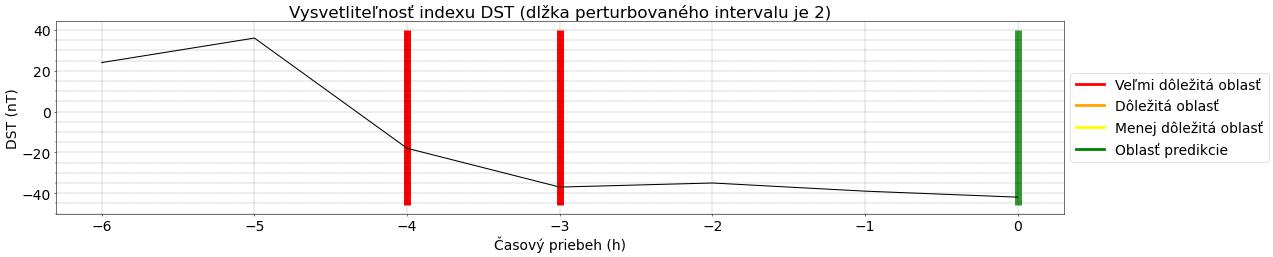 Vysvetliteľnosť indexu DST (dlžka perturbovaného intervalu je 2)
DST (nT)
40
20
0
−20
−40
−6 −5 −4 −3 −2 −1 0
Časový priebeh (h)
Veľmi dôležitá oblasť
Dôležitá oblasť
Menej dôležitá oblasť
Oblasť predikcie